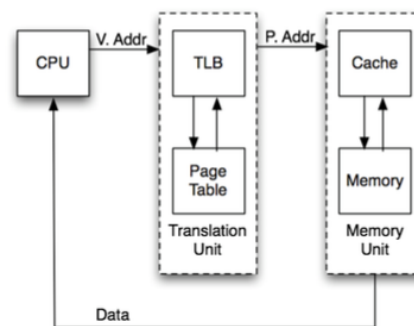 CPU
V. Addr
TLB
P. Addr
Cache
Page
Table
Memory
Translation
Unit
Memory
Unit
Data